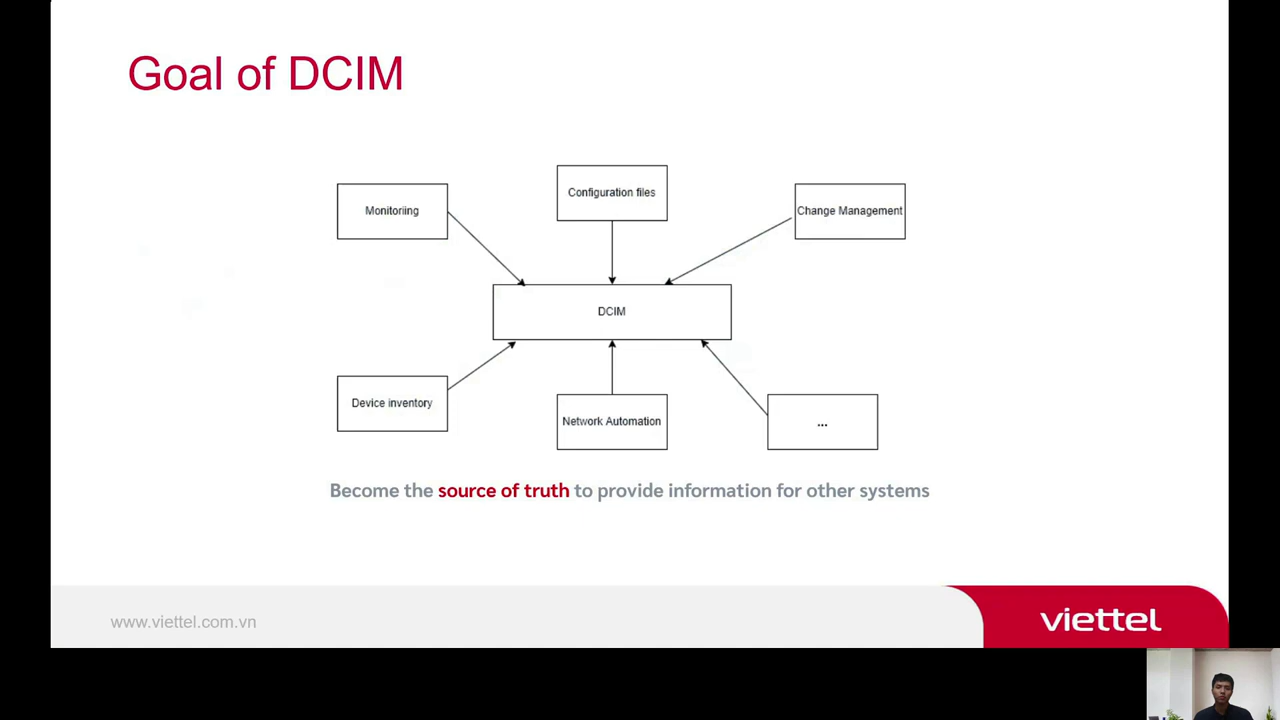 Goal of DCIM
Monitoriing
Configuration files
Change Management
DCIM
Device inventory
Network Automation
...
Become the source of truth to provide information for other systems
www.viettel.com.vn
viettel